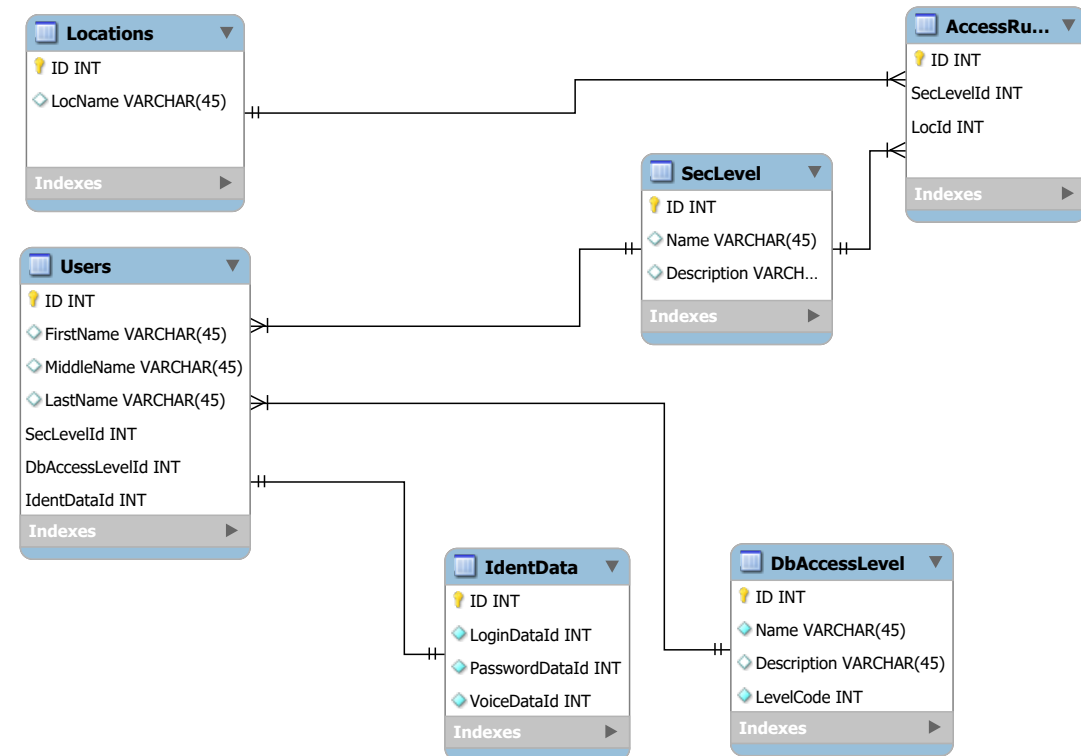 Locations
ID INT
LocName VARCHAR(45)
Indexes
AccessRu...
ID INT
SecLevelId INT
LocId INT
Indexes
SecLevel
ID INT
Name VARCHAR(45)
Description VARCH...
Indexes
Users
ID INT
FirstName VARCHAR(45)
MiddleName VARCHAR(45)
LastName VARCHAR(45)
SecLevelId INT
DbAccessLevelId INT
IdentDataId INT
Indexes
IdentData
ID INT
LoginDataId INT
PasswordDataId INT
VoiceDataId INT
Indexes
DbAccessLevel
ID INT
Name VARCHAR(45)
Description VARCHAR(45)
LevelCode INT
Indexes